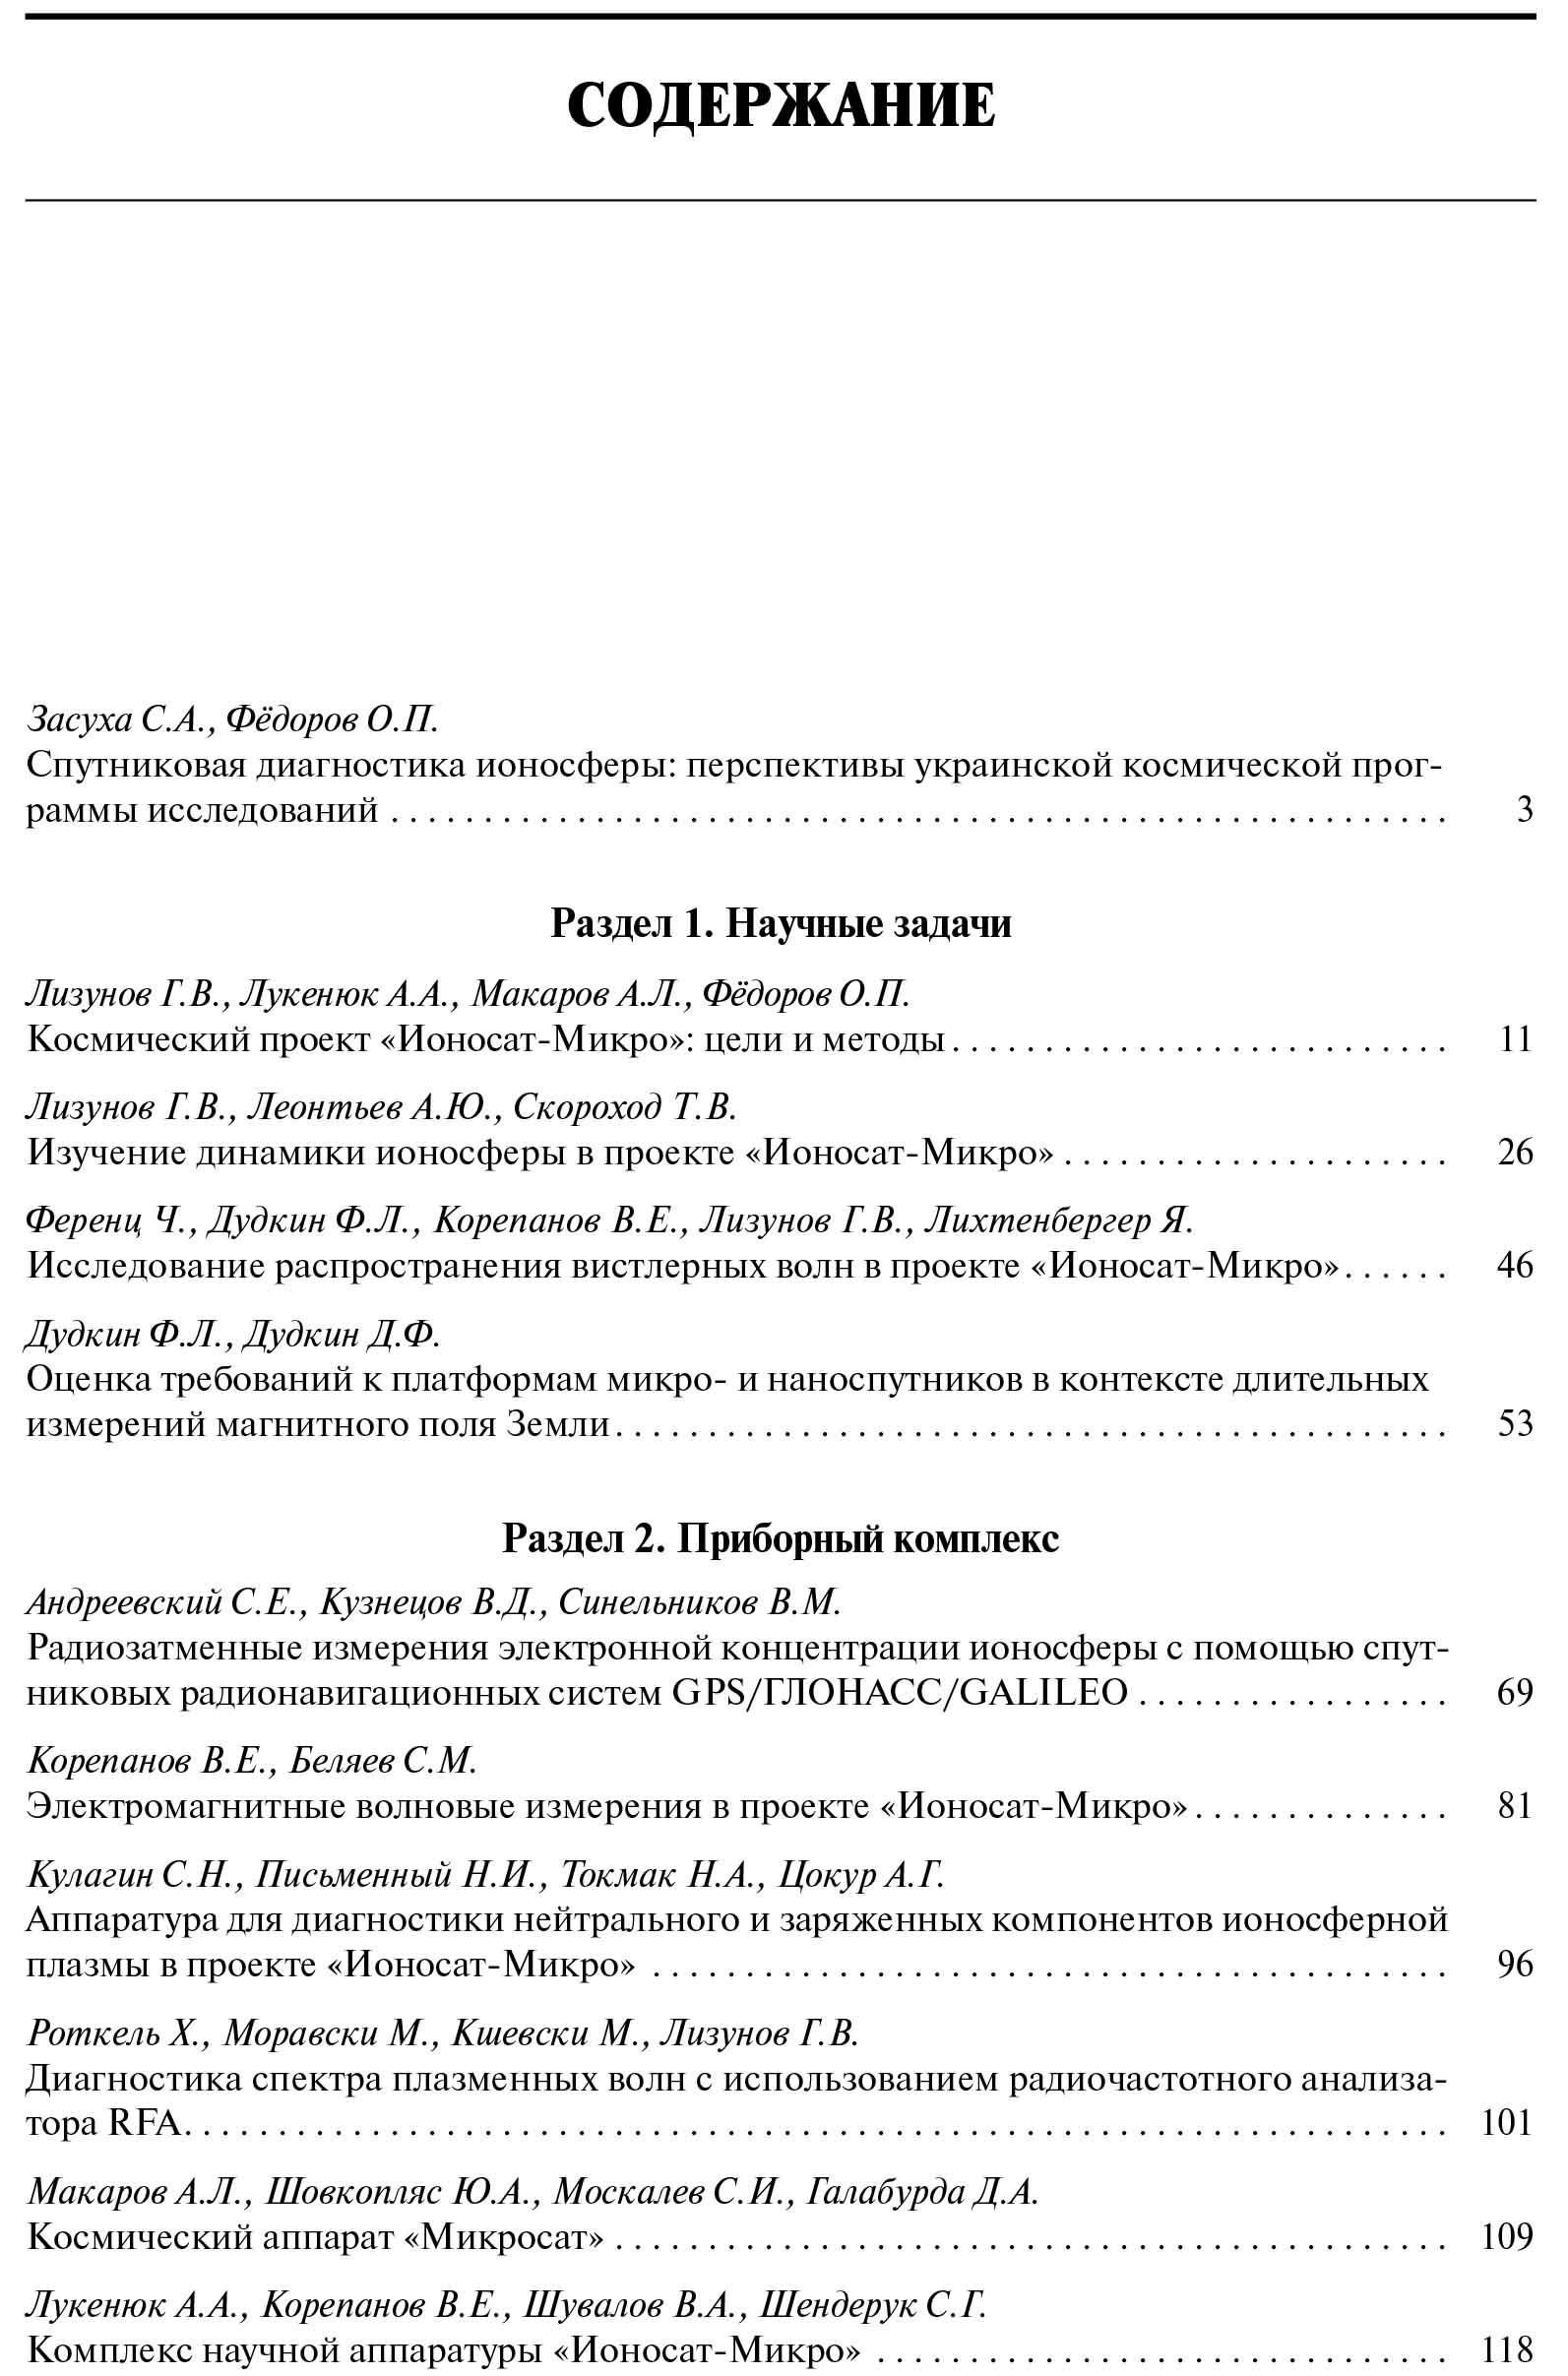 СОДЕРЖАНИЕ
Засуха С.А., Фёдоров О.П.
Спутниковая диагностика ионосферы: перспективы украинской космической прог-
раммы исследований . . . . . . . . . . . . . . . . . . . . . . . . . . . . . . . . . . . . . . . . . . . . . . . . . . . . . . . . . 3
Раздел 1. Научные задачи
Лизунов Г.В., Лукенюк А.А., Макаров А.Л., Фёдоров О.П.
Космический проект «Ионосат-Микро»: цели и методы . . . . . . . . . . . . . . . . . . . . . . . . . . . 11
Лизунов Г.В., Леонтьев А.Ю., Скороход Т.В.
Изучение динамики ионосферы в проекте «Ионосат-Микро» . . . . . . . . . . . . . . . . . . . . . 26
Ференц Ч., Дудкин Ф.Л., Корепанов В.Е., Лизунов Г.В., Лихтенбергер Я.
Исследование распространения вистлерных волн в проекте «Ионосат-Микро» . . . . . . 46
Дудкин Ф.Л., Дудкин Д.Ф.
Оценка требований к платформам микро- и наноспутников в контексте длительных
измерений магнитного поля Земли . . . . . . . . . . . . . . . . . . . . . . . . . . . . . . . . . . . . . . . . . . . . . 53
Раздел 2. Приборный комплекс
Андреевский С.Е., Кузнецов В.Д., Синельников В.М.
Радиозатменные измерения электронной концентрации ионосферы с помощью спут-
никовых радионавигационных систем GPS/ГЛОНАСС/GALILEO . . . . . . . . . . . . . . . . . 69
Корепанов В.Е., Беляев С.М.
Электромагнитные волновые измерения в проекте «Ионосат-Микро» . . . . . . . . . . . . . . 81
Кулагин С.Н., Письменный Н.И., Токмак Н.А., Цокур А.Г.
Аппаратура для диагностики нейтрального и заряженных компонентов ионосферной
плазмы в проекте «Ионосат-Микро» . . . . . . . . . . . . . . . . . . . . . . . . . . . . . . . . . . . . . . . . . . . 96
Роткель Х., Моравски М., Кшевски М., Лизунов Г.В.
Диагностика спектра плазменных волн с использованием радиочастотного анализа-
тора RFA . . . . . . . . . . . . . . . . . . . . . . . . . . . . . . . . . . . . . . . . . . . . . . . . . . . . . . . . . . . . . . . . . . . . 101
Макаров А.Л., Шовкопляс Ю.А., Москалев С.И., Галабурда Д.А.
Космический аппарат «Микросат» . . . . . . . . . . . . . . . . . . . . . . . . . . . . . . . . . . . . . . . . . . . . . 109
Лукенюк А.А., Корепанов В.Е., Шувалов В.А., Шендерук С.Г.
Комплекс научной аппаратуры «Ионосат-Микро» . . . . . . . . . . . . . . . . . . . . . . . . . . . . . . . 118